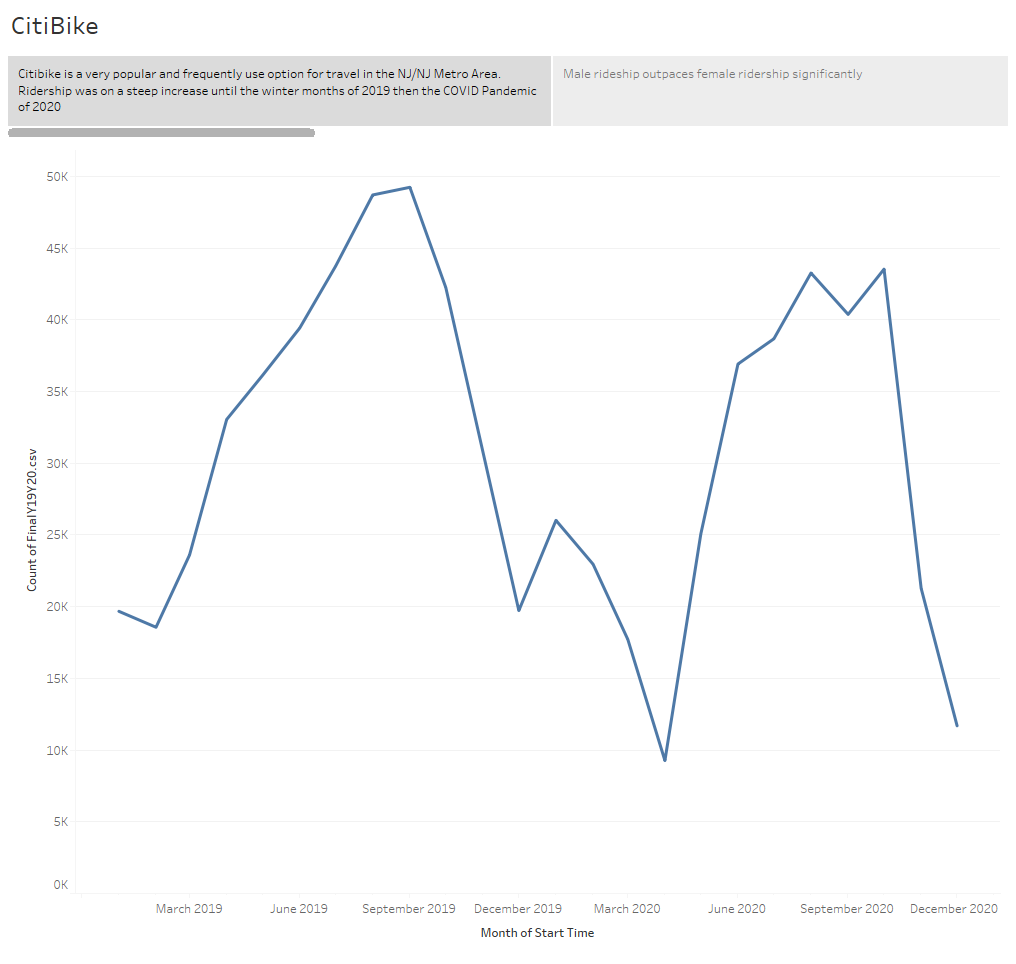 CitiBike
Citibike is a very popular and frequently use option for travel in the NJ/NJ Metro Area.
Ridership was on a steep increase until the winter months of 2019 then the COVID Pandemic
of 2020
Male rideship outpaces female ridership significantly
50K
45K
40K
35K
30K
25K
20K
15K
10K
5K
0K
Count of FinalY19Y20.csv
March 2019
June 2019
September 2019
December 2019
March 2020
June 2020
September 2020
December 2020
Month of Start Time